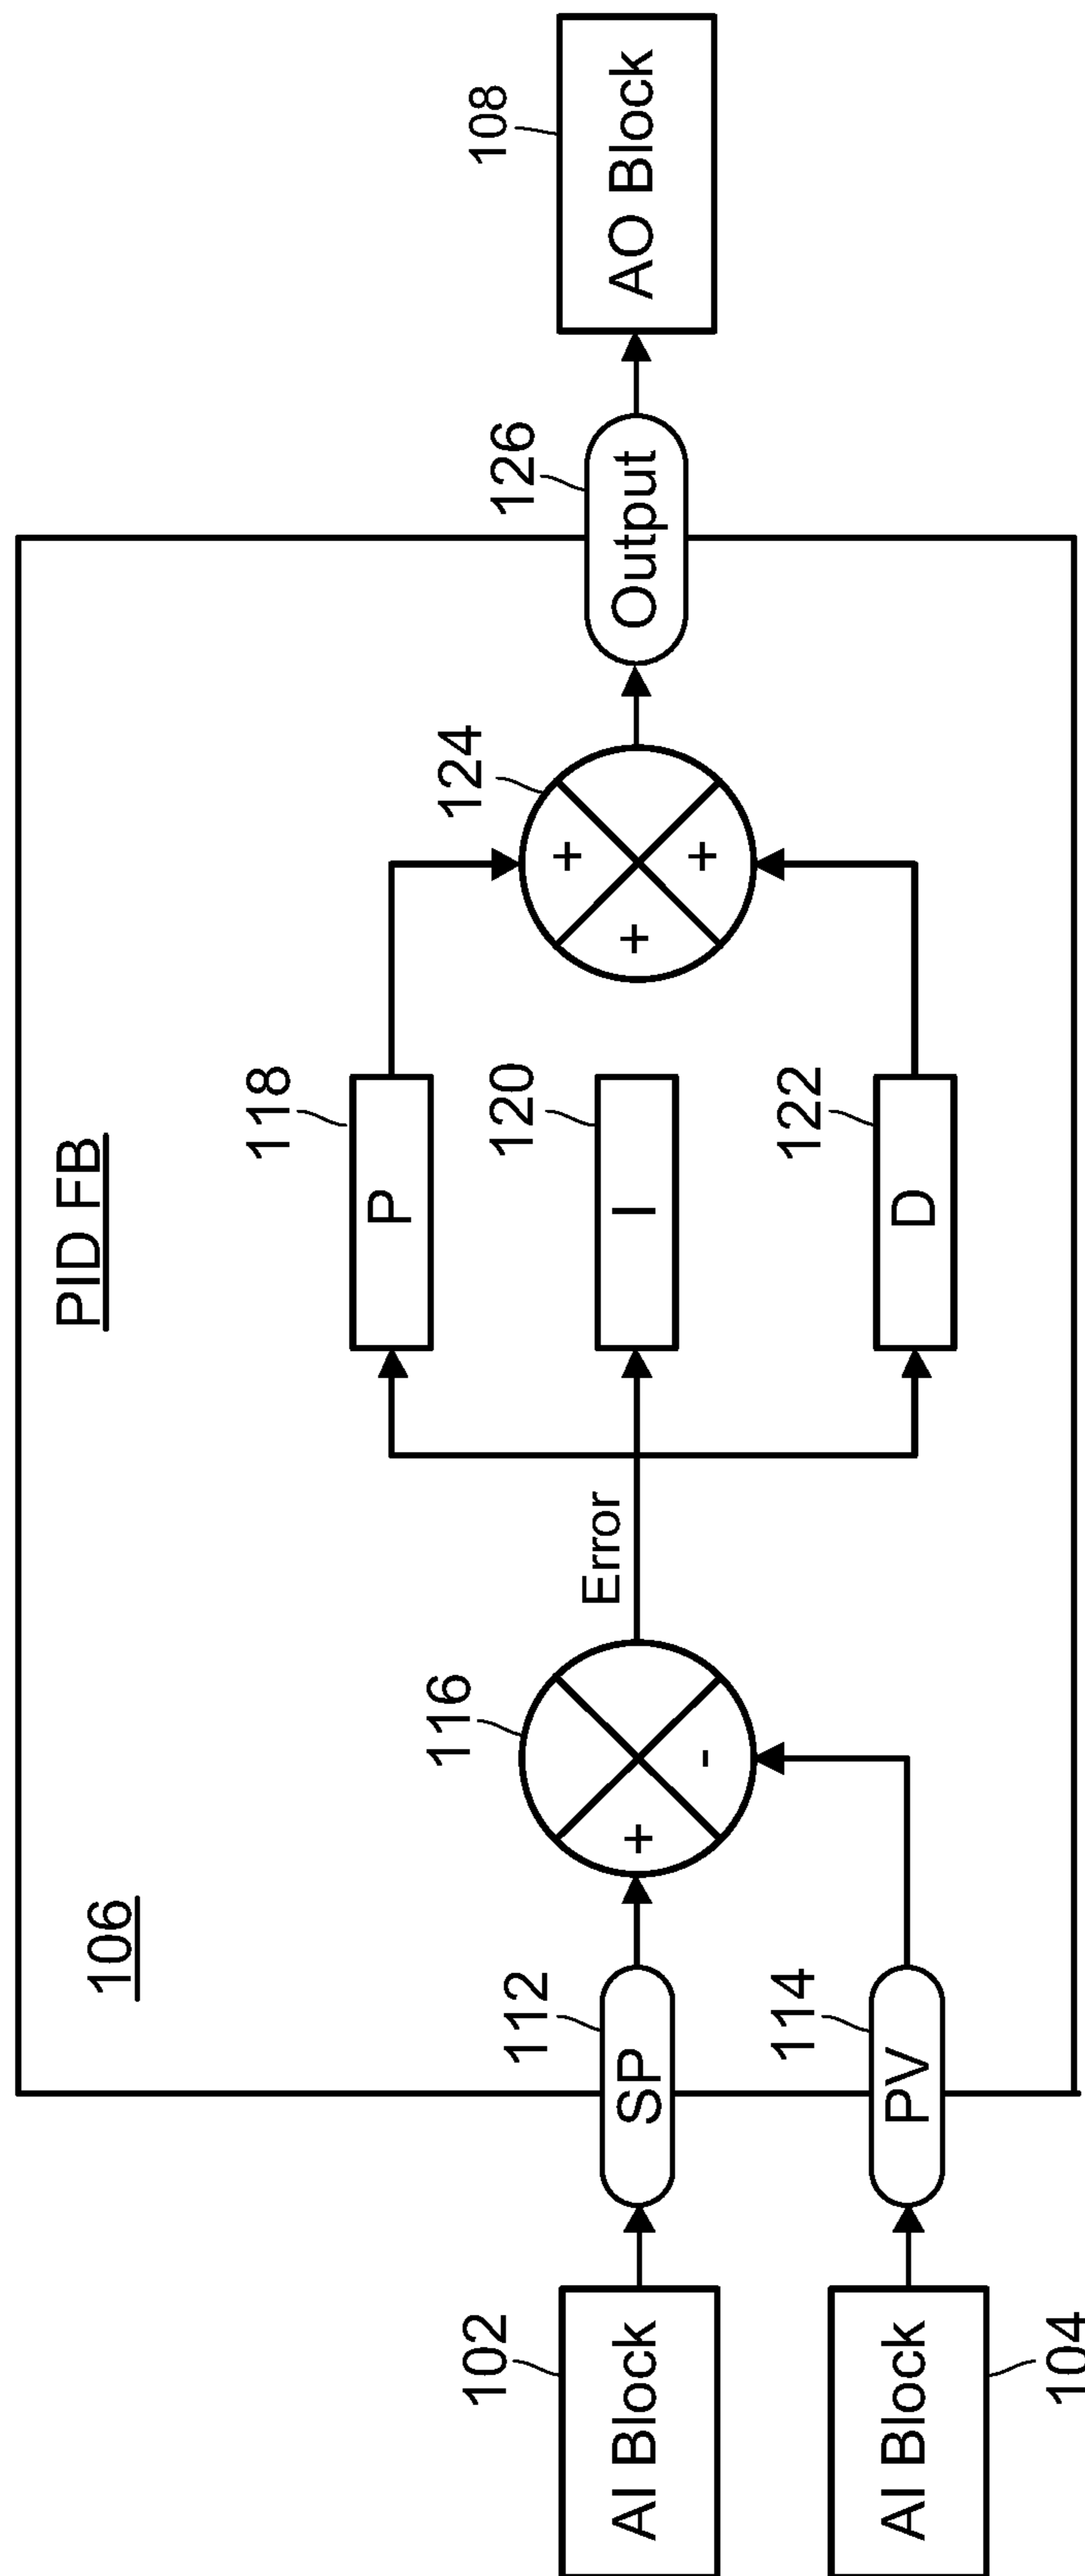 PID FB
106
102
AI Block
104
AI Block
112
SP
114
PV
116
+
-
Error
118
P
120
I
122
D
124
+
+
+
126
Output
108
AO Block